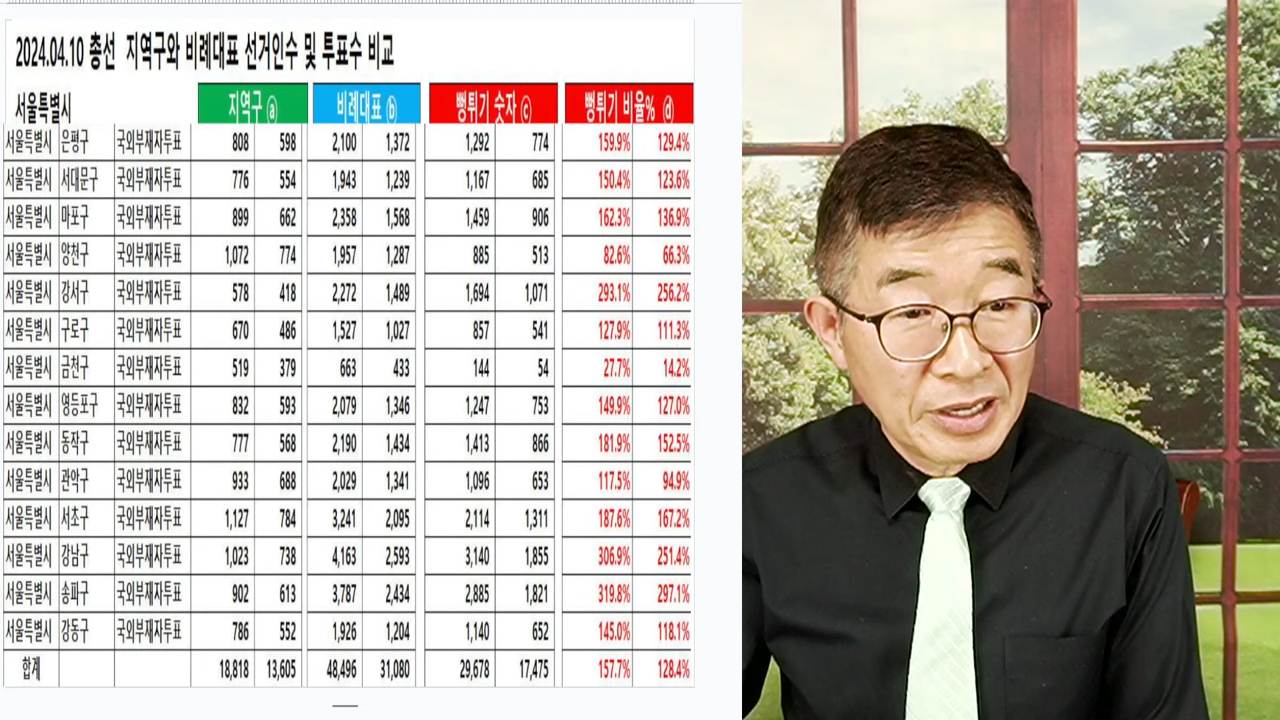 2024.04.10 총선 지역구와 비례대표 선거인수 및 투표수 비교
서울특별시 지역구 ⓐ 비례대표 ⓑ 뻥튀기 숫자 ⓒ 뻥튀기 비율% ⓓ
서울특별시 은평구 국외부재자투표 808 598 2,100 1,372 1,292 774 159.9% 129.4%
서울특별시 서대문구 국외부재자투표 776 554 1,943 1,239 1,167 685 150.4% 123.6%
서울특별시 마포구 국외부재자투표 899 662 2,358 1,568 1,459 906 162.3% 136.9%
서울특별시 양천구 국외부재자투표 1,072 774 1,957 1,287 885 513 82.6% 66.3%
서울특별시 강서구 국외부재자투표 578 418 2,272 1,489 1,694 1,071 293.1% 256.2%
서울특별시 구로구 국외부재자투표 670 486 1,527 1,027 857 541 127.9% 111.3%
서울특별시 금천구 국외부재자투표 519 379 663 433 144 54 27.7% 14.2%
서울특별시 영등포구 국외부재자투표 832 593 2,079 1,346 1,247 753 149.9% 127.0%
서울특별시 동작구 국외부재자투표 777 568 2,190 1,434 1,413 866 181.9% 152.5%
서울특별시 관악구 국외부재자투표 933 688 2,029 1,341 1,096 653 117.5% 94.9%
서울특별시 서초구 국외부재자투표 1,127 784 3,241 2,095 2,114 1,311 187.6% 167.2%
서울특별시 강남구 국외부재자투표 1,023 738 4,163 2,593 3,140 1,855 306.9% 251.4%
서울특별시 송파구 국외부재자투표 902 613 3,787 2,434 2,885 1,821 319.8% 297.1%
서울특별시 강동구 국외부재자투표 786 552 1,926 1,204 1,140 652 145.0% 118.1%
합계 18,818 13,605 48,496 31,080 29,678 17,475 157.7% 128.4%